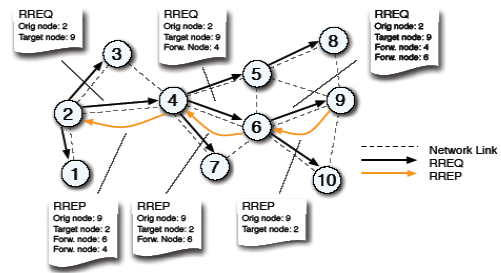 RREQ
Orig node: 2
Target node: 9
RREQ
Orig node: 2
Target node: 9
Forw. Node: 4
RREQ
Orig node: 2
Target node: 9
Forw. node: 4
Forw. node: 6
3
8
5
2
4
9
6
1
7
10
Network Link
RREQ
RREP
RREP
Orig node: 9
Target node: 2
Forw. node: 6
Forw. node: 4
RREP
Orig node: 9
Target node: 2
Forw. Node: 6
RREP
Orig node: 9
Target node: 2